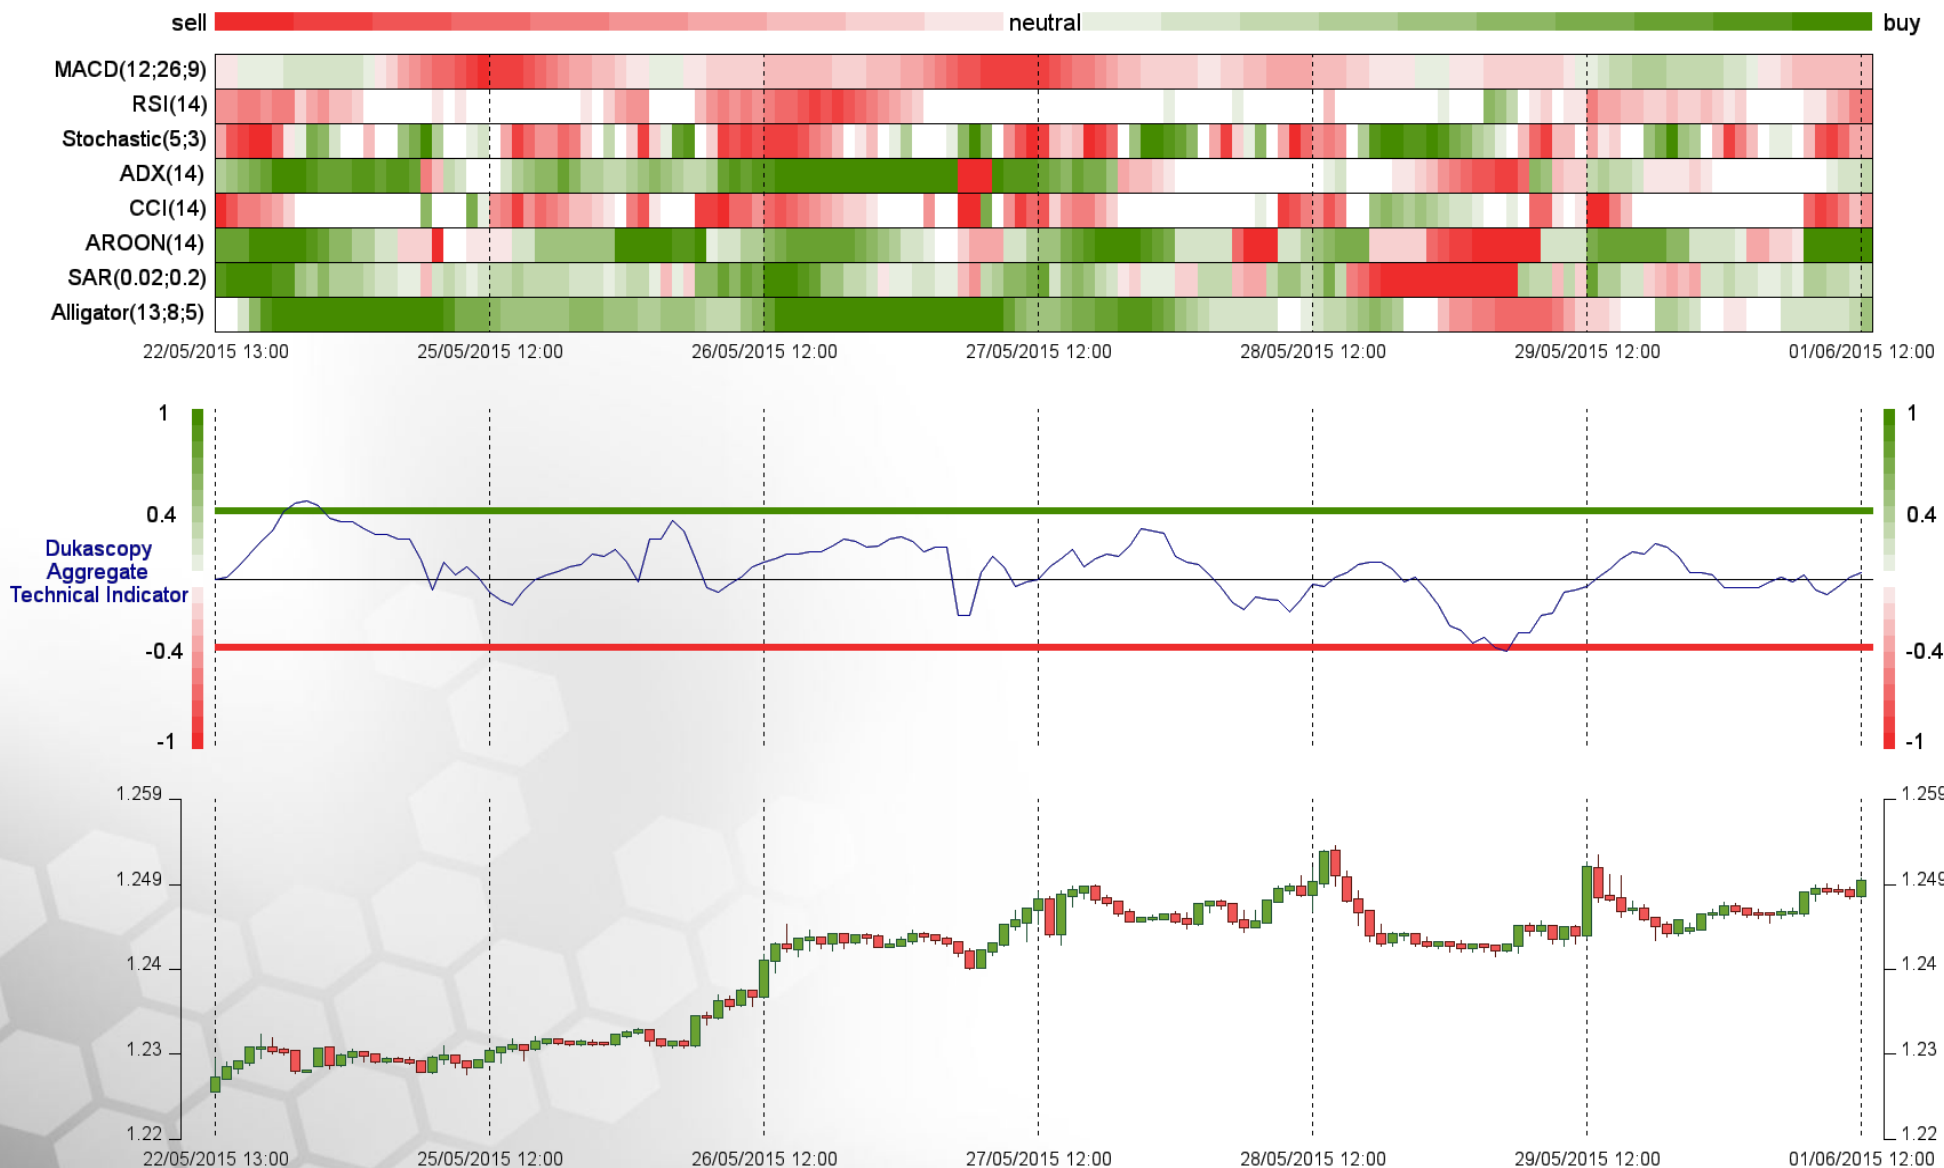 sell neutral buy
MACD(12;26;9)
RSI(14)
Stochastic(5;3)
ADX(14)
CCI(14)
AROON(14)
SAR(0.02;0.2)
Alligator(13;8;5)
22/05/2015 13:00 25/05/2015 12:00 26/05/2015 12:00 27/05/2015 12:00 28/05/2015 12:00 29/05/2015 12:00 01/06/2015 12:00
1 1
0.4 0.4
Dukascopy
Aggregate
Technical Indicator
-0.4 -0.4
-1 -1
1.259 1.259
1.249 1.249
1.24 1.24
1.23 1.23
1.22 1.22
22/05/2015 13:00 25/05/2015 12:00 26/05/2015 12:00 27/05/2015 12:00 28/05/2015 12:00 29/05/2015 12:00 01/06/2015 12:00